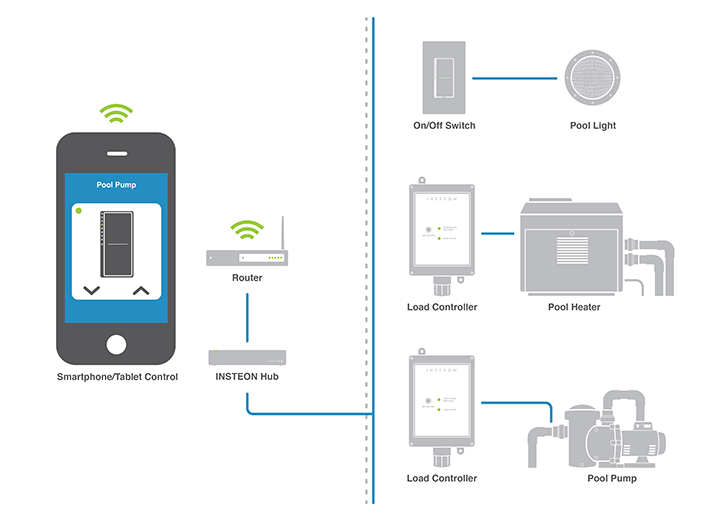 Pool Pump
Smartphone/Tablet Control
Router
INSTEON Hub
On/Off Switch
Pool Light
INSTEON
Load Controller
Pool Heater
INSTEON
Load Controller
Pool Pump